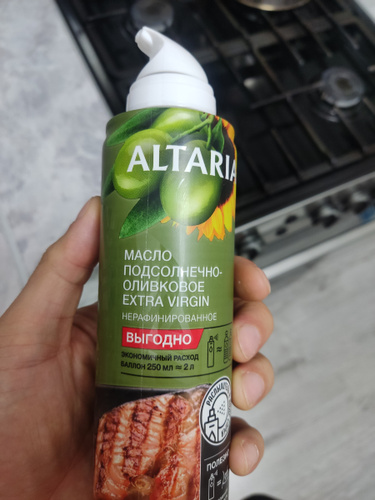 ALTARIA
МАСЛО
ПОДСОЛНЕЧНО-
ОЛИВКОВОЕ
EXTRA VIRGIN
НЕРАФИНИРОВАННОЕ
ВЫГОДНО
ЭКОНОМИЧНЫЙ РАСХОД
БАЛЛОН 250 МЛ ≈ 2 Л